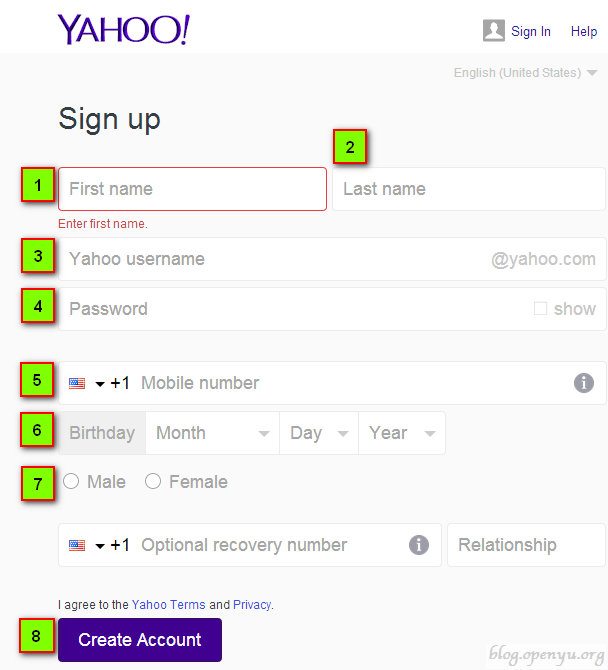 YAHOO!
Sign In Help
English (United States)
Sign up
2
1 First name Last name
Enter first name.
3 Yahoo username @yahoo.com
4 Password show
5 +1 Mobile number i
6 Birthday Month Day Year
7 Male Female
+1 Optional recovery number i Relationship
I agree to the Yahoo Terms and Privacy.
8 Create Account
blog.openyu.org